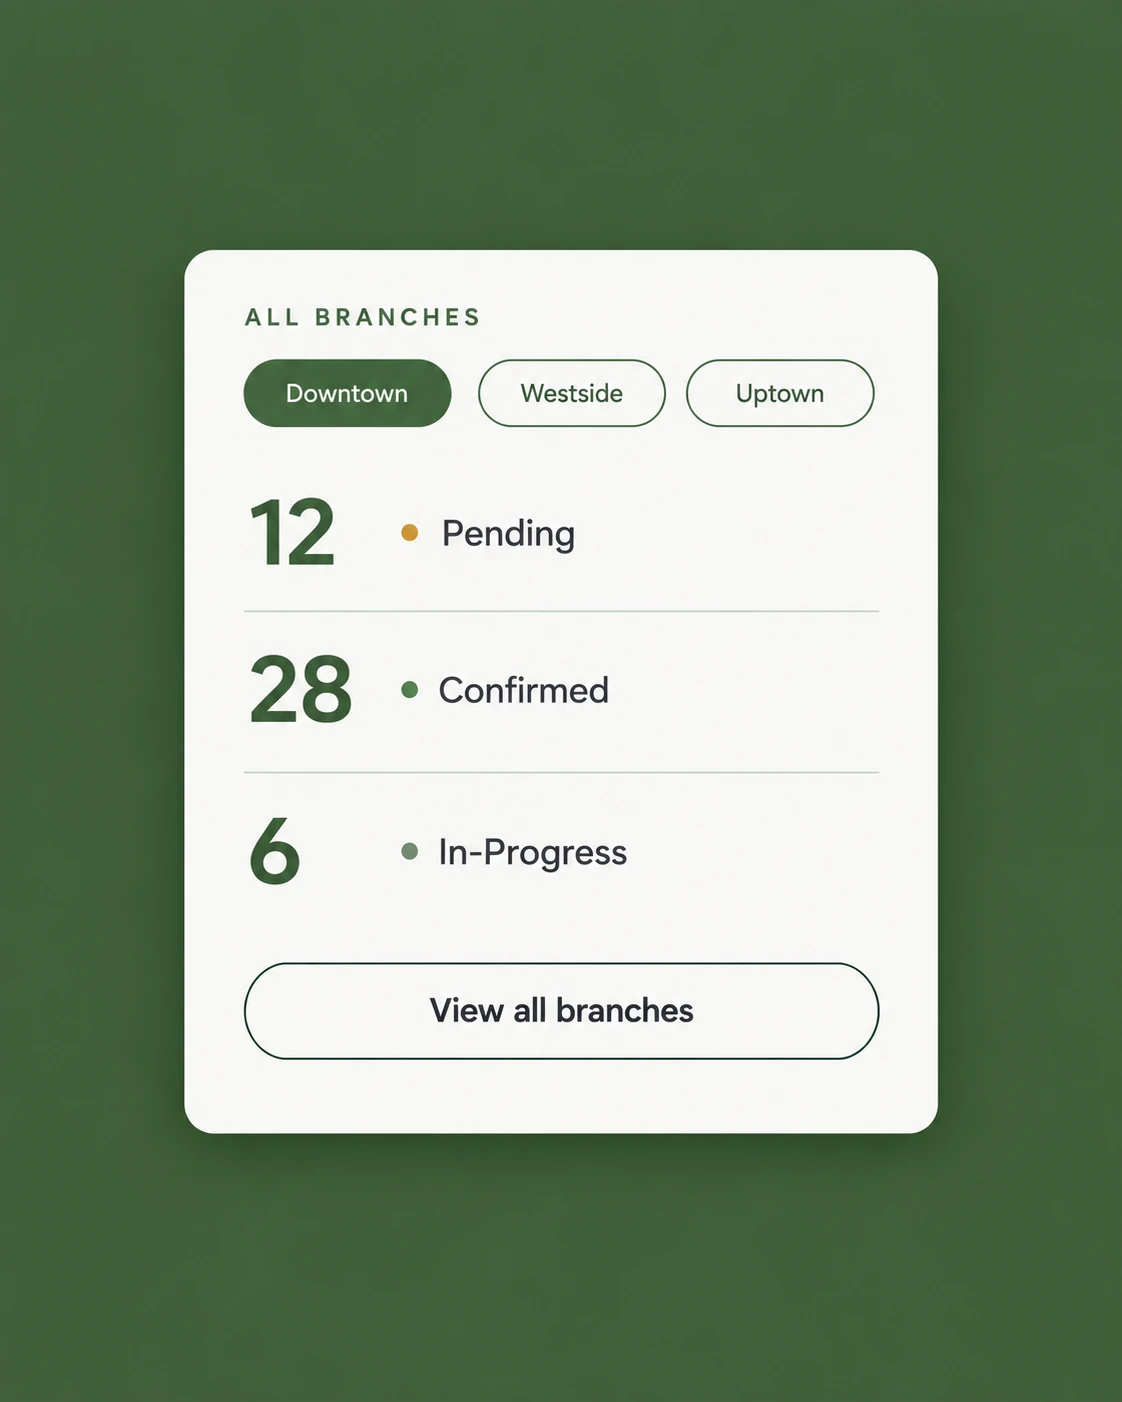 ALL BRANCHES
Downtown Westside Uptown
12 Pending
28 Confirmed
6 In-Progress
View all branches